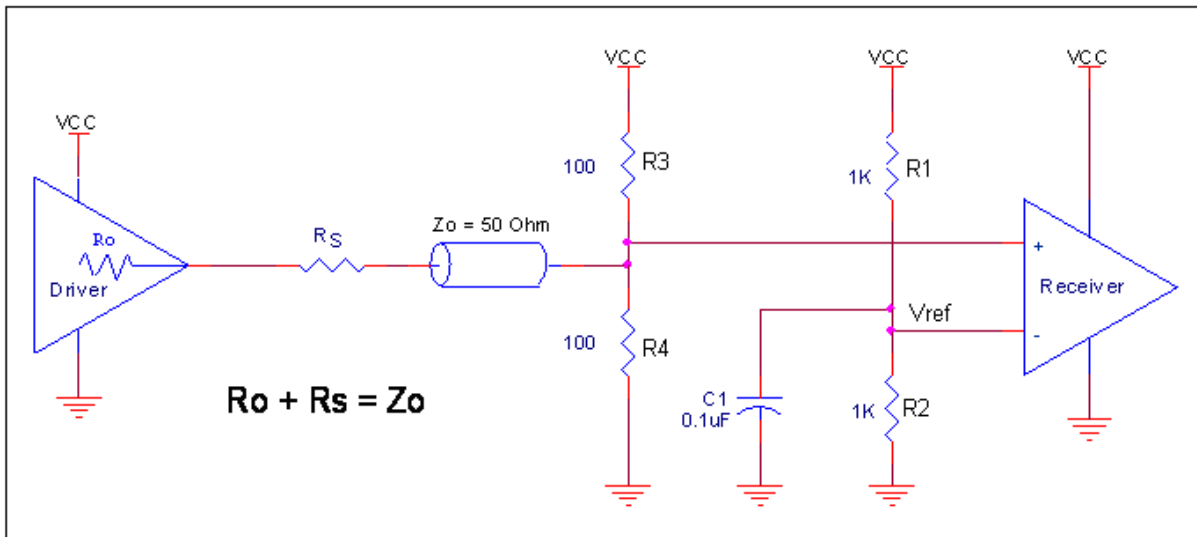 VCC
VCC
VCC
VCC
100
R3
1K
R1
Zo = 50 Ohm
Ro
RS
+
Driver
Receiver
Vref
-
100
R4
Ro + Rs = Zo
C1
0.1uF
1K
R2